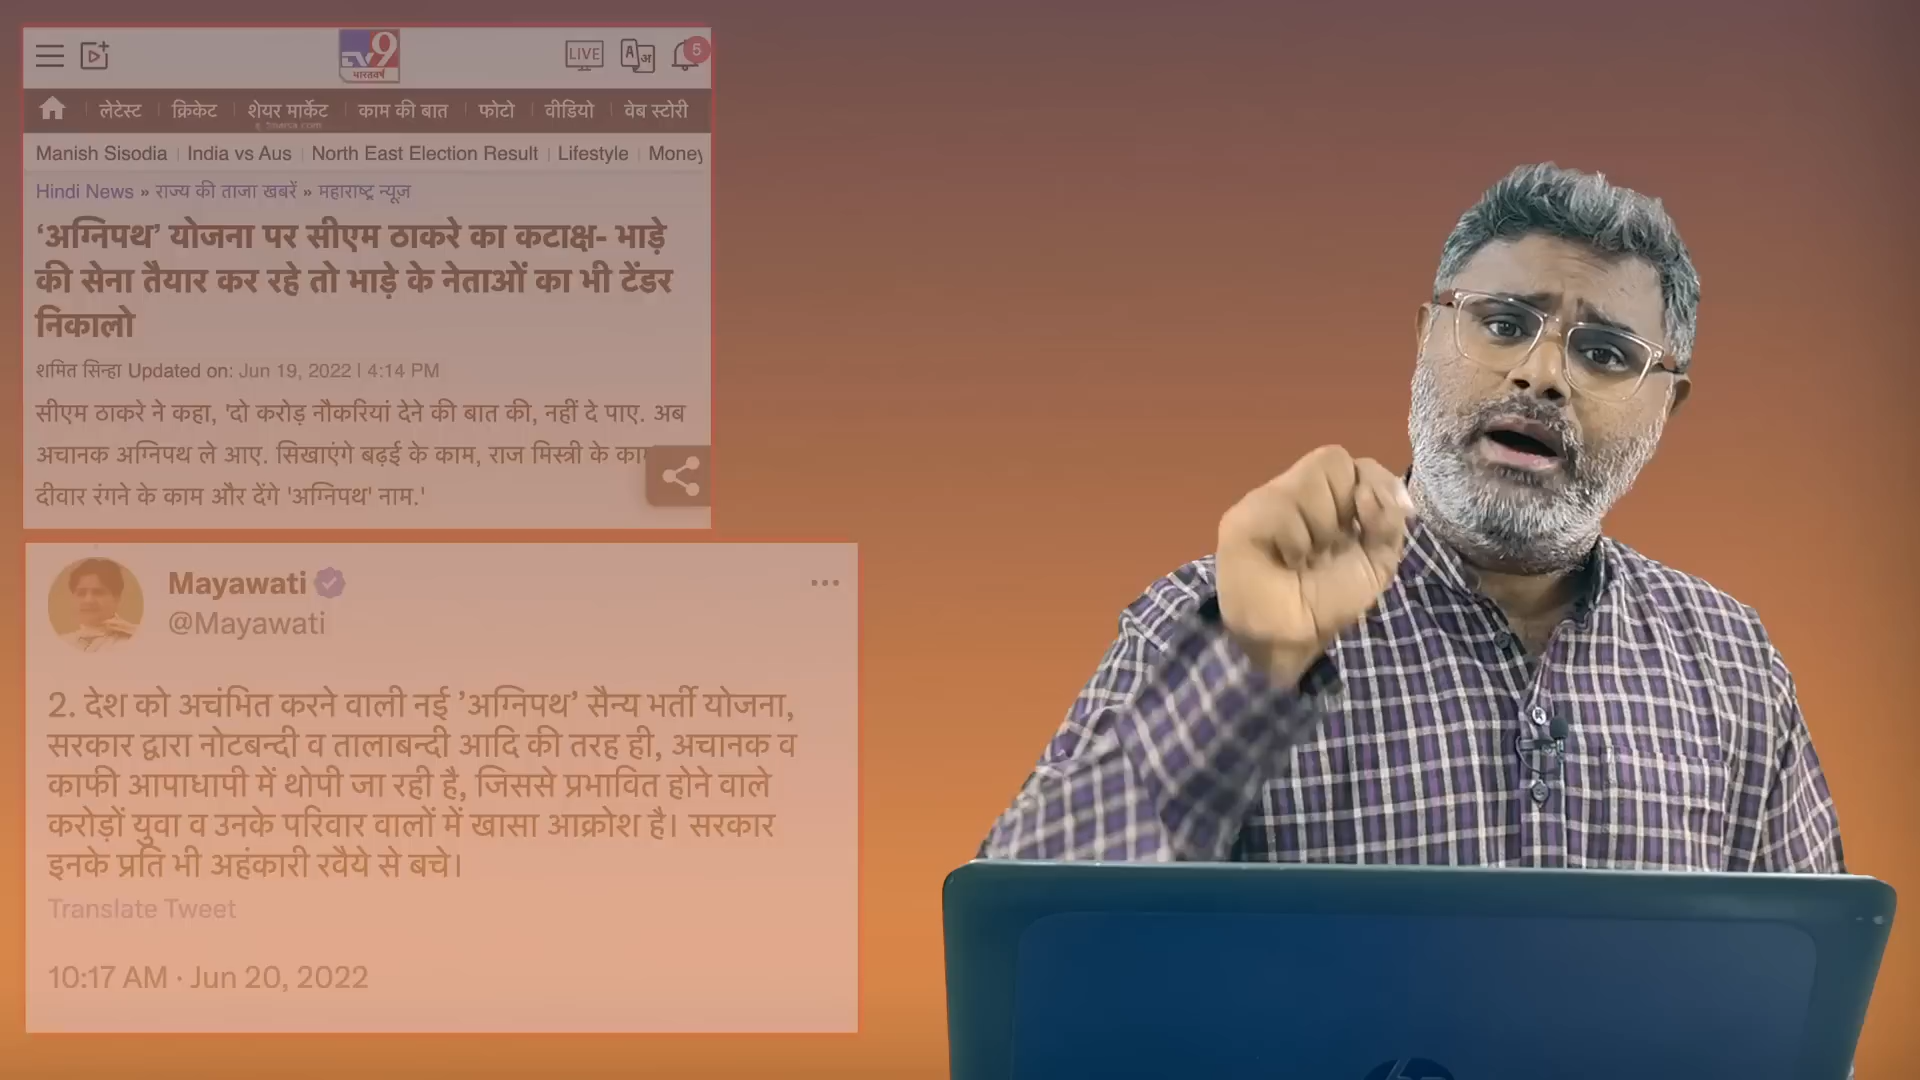 TV9
भारतवर्ष
LIVE
A अ
5
लेटेस्ट क्रिकेट शेयर मार्केट काम की बात फोटो वीडियो वेब स्टोरी
Manish Sisodia India vs Aus North East Election Result Lifestyle Money
Hindi News » राज्य की ताजा खबरें » महाराष्ट्र न्यूज़
‘अग्निपथ’ योजना पर सीएम ठाकरे का कटाक्ष- भाड़े
की सेना तैयार कर रहे तो भाड़े के नेताओं का भी टेंडर
निकालो
शमित सिन्हा Updated on: Jun 19, 2022 | 4:14 PM
सीएम ठाकरे ने कहा, 'दो करोड़ नौकरियां देने की बात की, नहीं दे पाए. अब
अचानक अग्निपथ ले आए. सिखाएंगे बढ़ई के काम, राज मिस्त्री के
दीवार रंगने के काम और देंगे 'अग्निपथ' नाम.'
Mayawati
@Mayawati
2. देश को अचंभित करने वाली नई ’अग्निपथ’ सैन्य भर्ती योजना,
सरकार द्वारा नोटबन्दी व तालाबन्दी आदि की तरह ही, अचानक व
काफी आपाधापी में थोपी जा रही है, जिससे प्रभावित होने वाले
करोड़ों युवा व उनके परिवार वालों में खासा आक्रोश है। सरकार
इनके प्रति भी अहंकारी रवैये से बचे।
Translate Tweet
10:17 AM · Jun 20, 2022